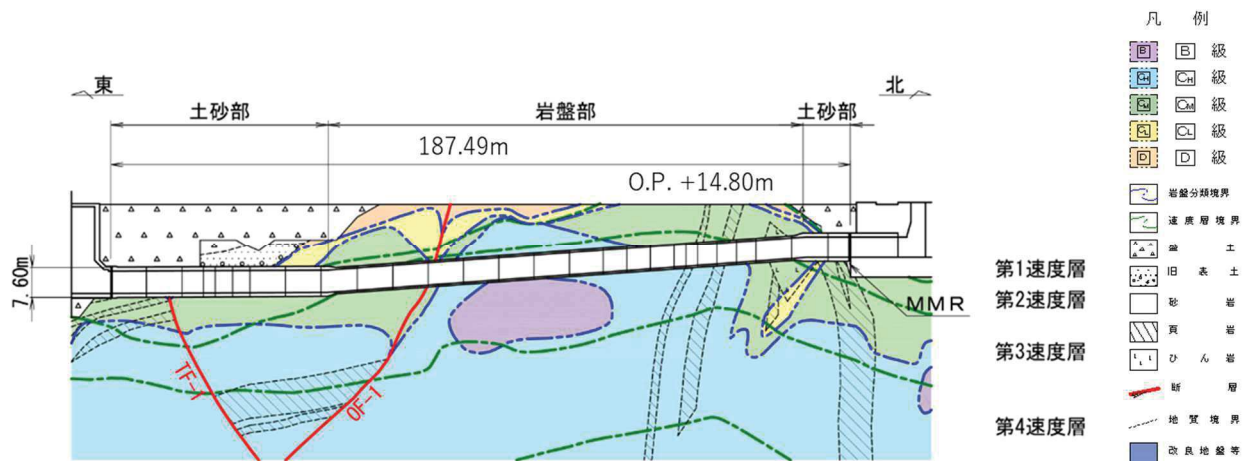 東
北
土砂部
岩盤部
土砂部
187.49m
O.P. +14.80m
7.60m
TF-1
OF-1
MMR
第1速度層
第2速度層
第3速度層
第4速度層
凡 例
B B 級
CH CH 級
CM CM 級
CL CL 級
D D 級
岩盤分類境界
速度層境界
盛 土
旧 表 土
砂 岩
頁 岩
ひ ん 岩
断 層
地質境界
改良地盤等